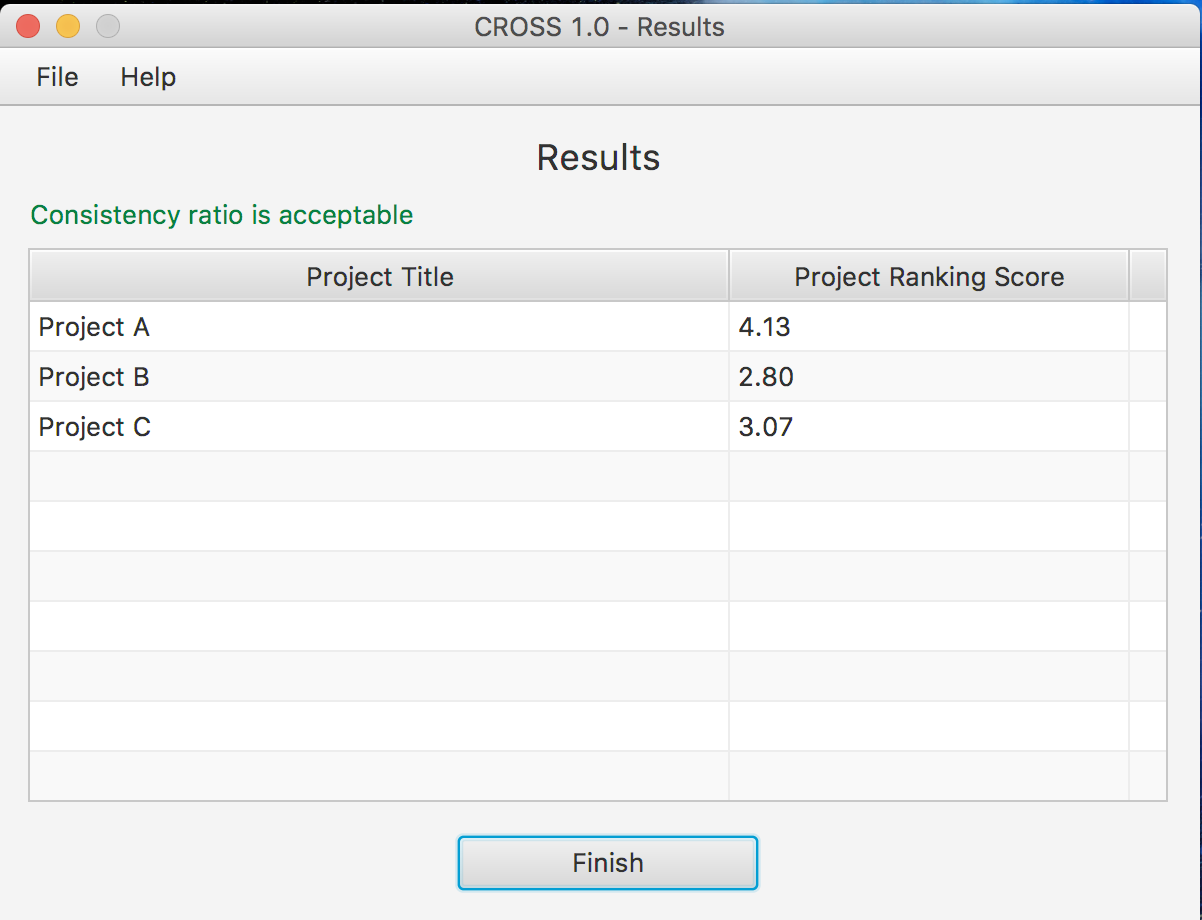 CROSS 1.0 - Results
File Help
Results
Consistency ratio is acceptable
Project Title Project Ranking Score
Project A 4.13
Project B 2.80
Project C 3.07
Finish